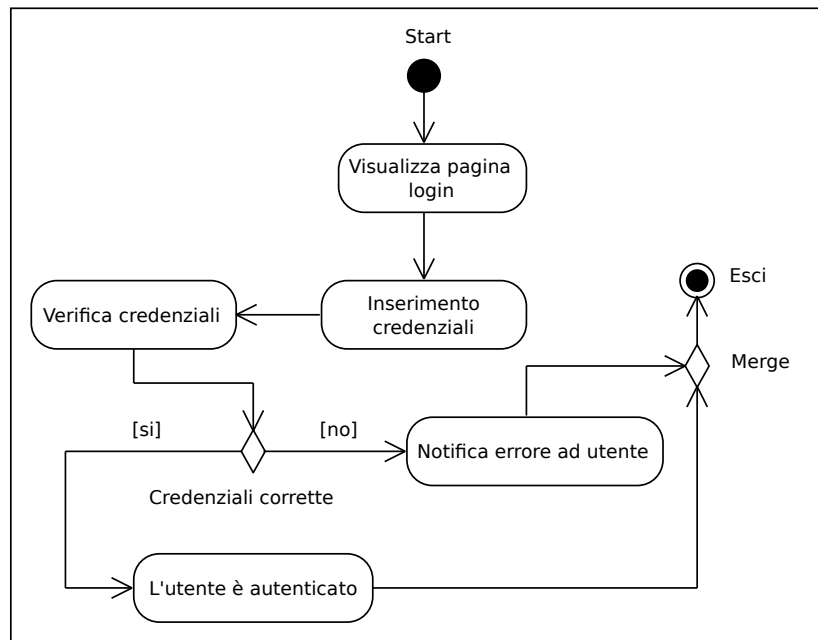 Start
Visualizza pagina
login
Inserimento
credenziali
Verifica credenziali
Esci
Merge
[si]
[no]
Notifica errore ad utente
Credenziali corrette
L'utente è autenticato